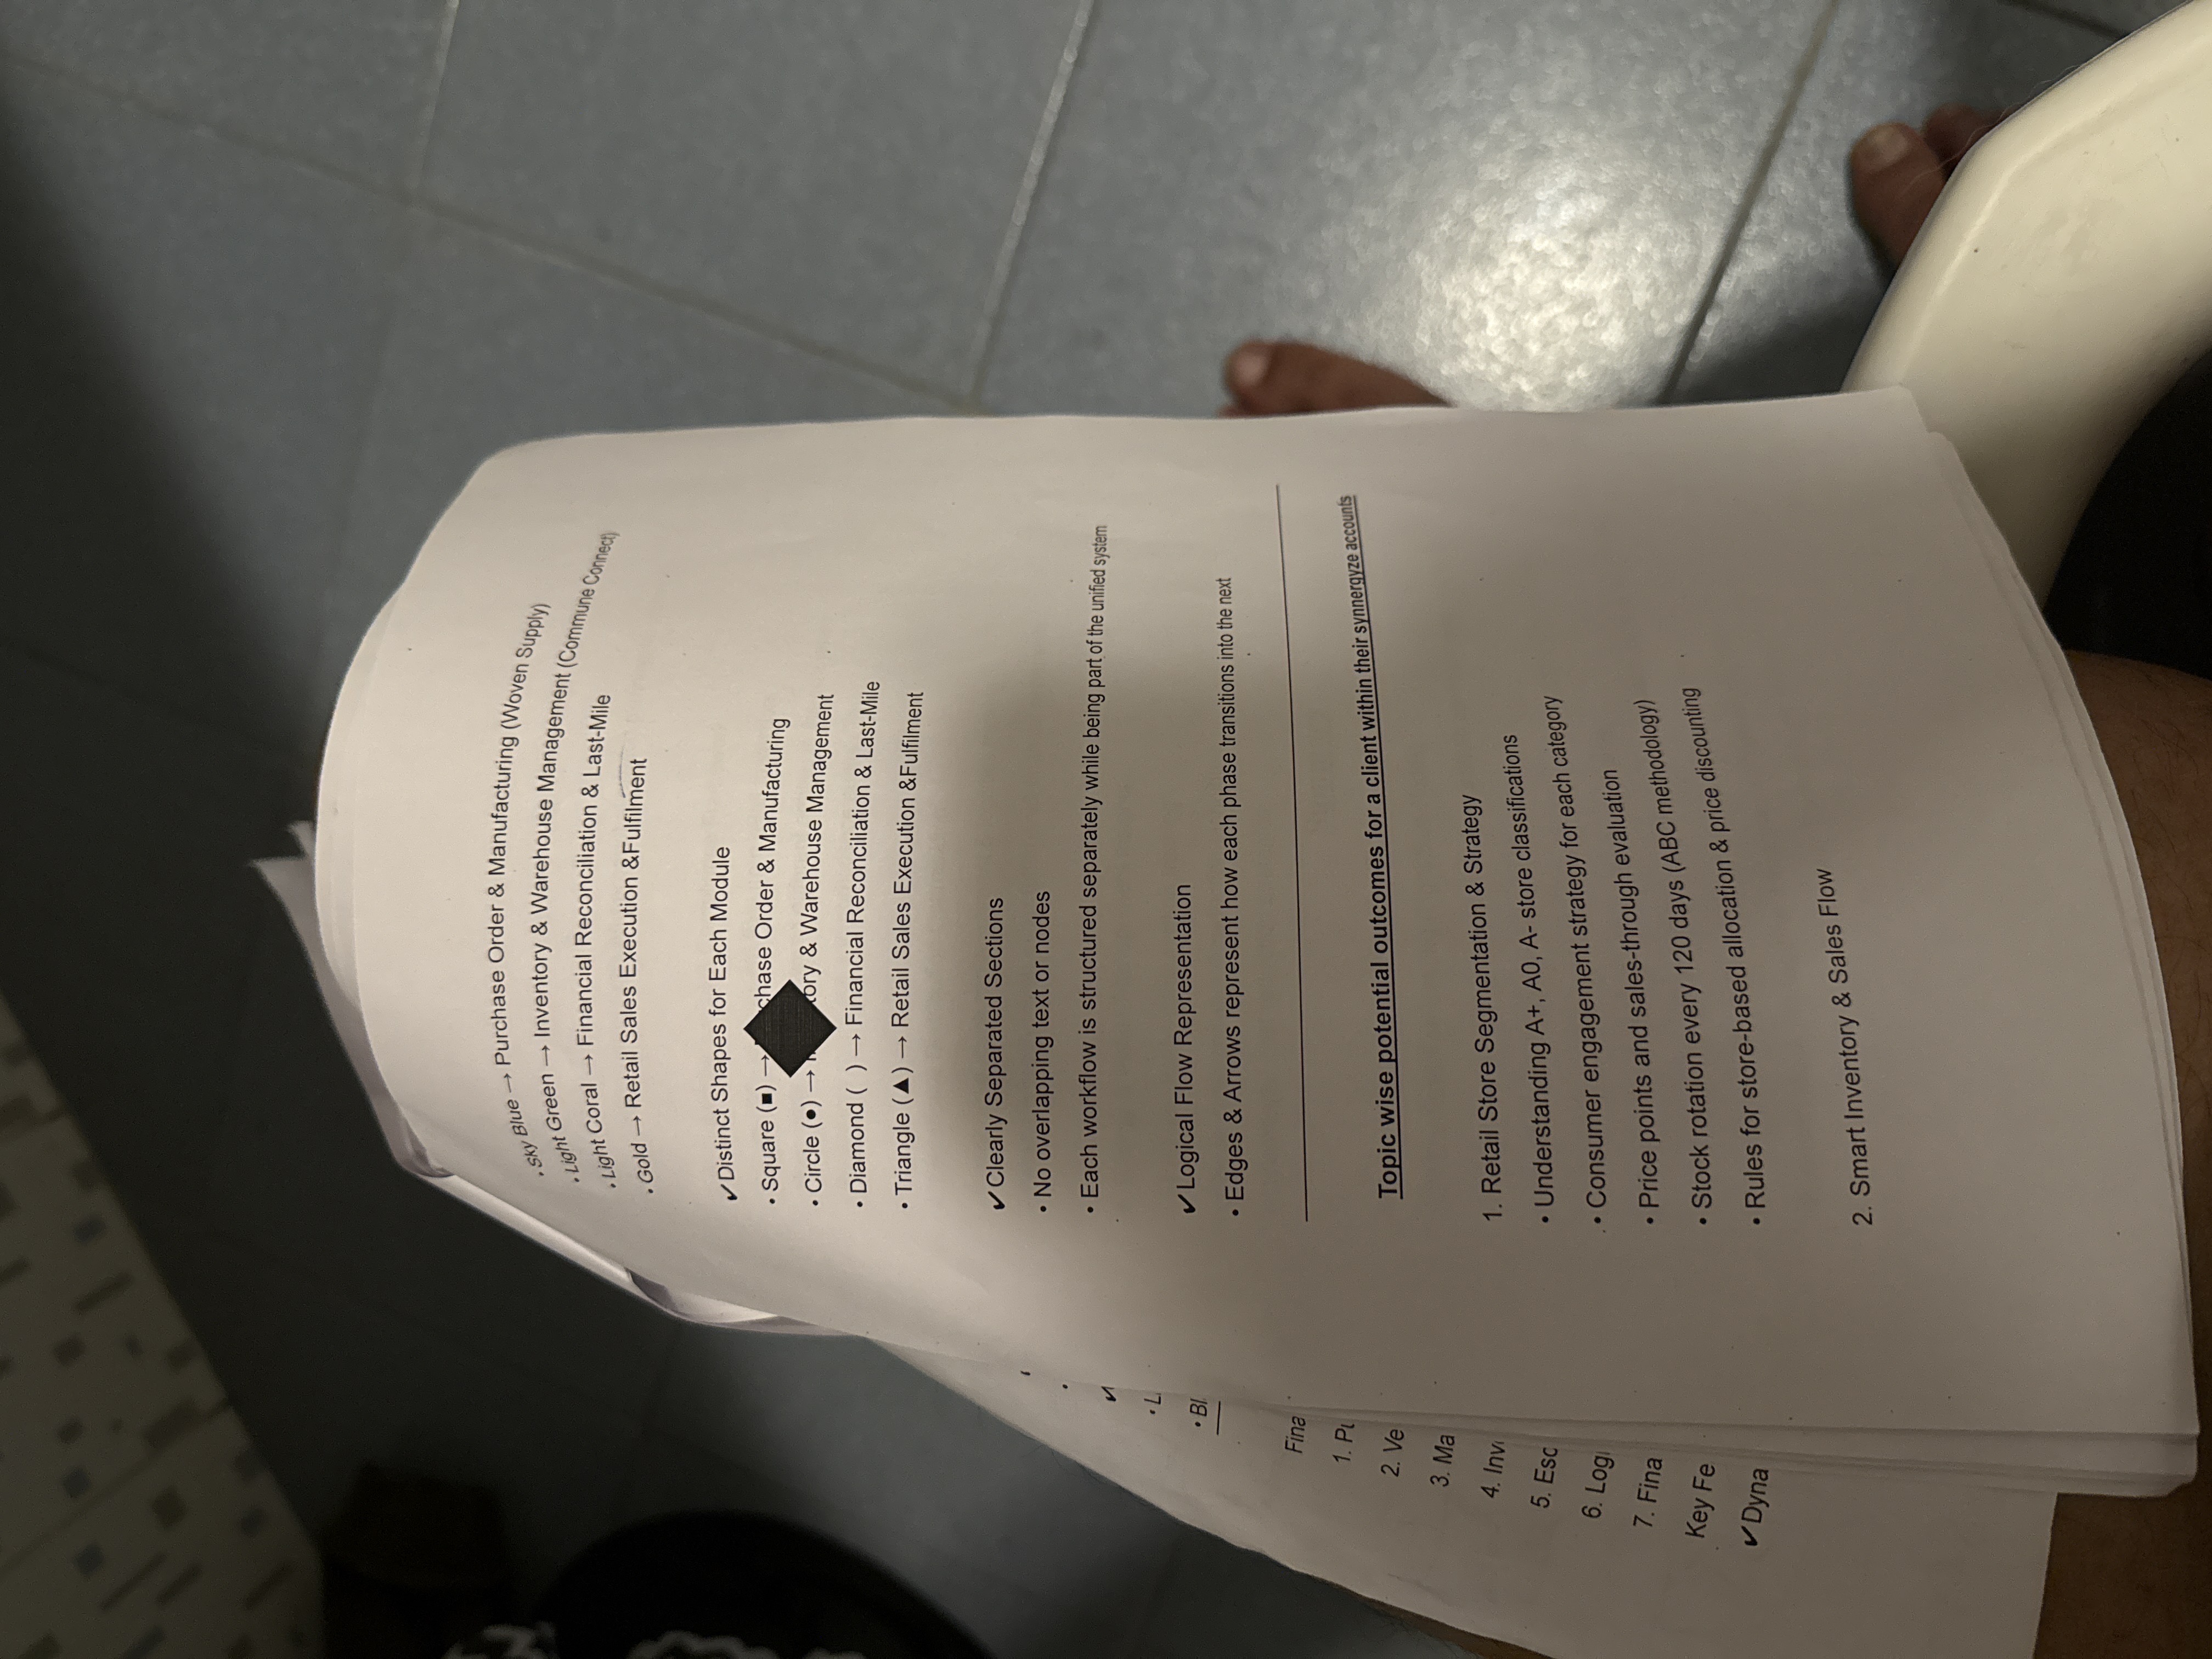 • Sky Blue → Purchase Order & Manufacturing (Woven Supply)
• Light Green → Inventory & Warehouse Management (Commune Connect)
• Light Coral → Financial Reconciliation & Last-Mile
• Gold → Retail Sales Execution &Fulfilment
✔Distinct Shapes for Each Module
• Square (■) → Order & Manufacturing
• Circle (●) → & Warehouse Management
• Diamond ( ) → Financial Reconciliation & Last-Mile
• Triangle (▲) → Retail Sales Execution &Fulfilment
✔Clearly Separated Sections
• No overlapping text or nodes
• Each workflow is structured separately while being part of the unified system
✔Logical Flow Representation
• Edges & Arrows represent how each phase transitions into the next
Topic wise potential outcomes for a client within their synnergyze accounts
1. Retail Store Segmentation & Strategy
• Understanding A+, A0, A- store classifications
• Consumer engagement strategy for each category
• Price points and sales-through evaluation
• Stock rotation every 120 days (ABC methodology)
• Rules for store-based allocation & price discounting
2. Smart Inventory & Sales Flow
✔
•
•
Fina
1.
2. Ve
3. Ma
4. Inv
5. Esc
6. Log
7. Fina
Key Fe
✔Dyna